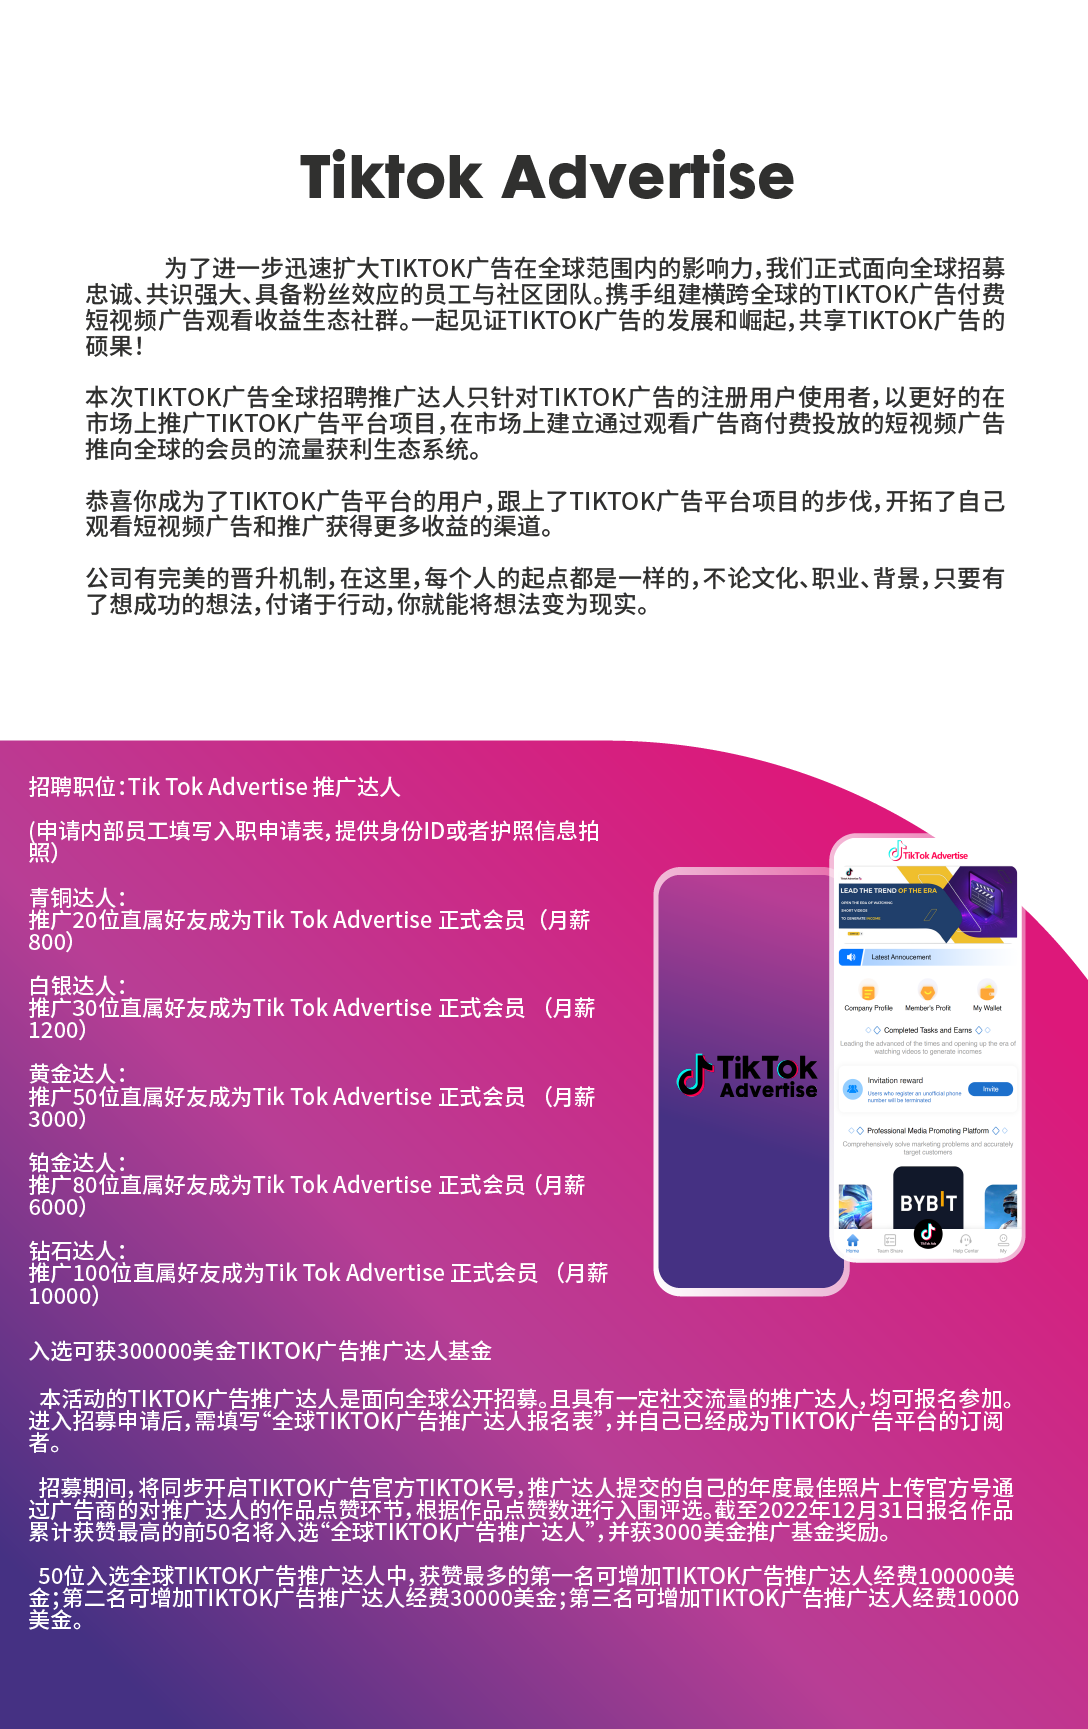 Tiktok Advertise
为了进一步迅速扩大TIKTOK广告在全球范围内的影响力，我们正式面向全球招募
忠诚、共识强大、具备粉丝效应的员工与社区团队。携手组建横跨全球的TIKTOK广告付费
短视频广告观看收益生态社群。一起见证TIKTOK广告的发展和崛起，共享TIKTOK广告的
硕果！
本次TIKTOK广告全球招聘推广达人只针对TIKTOK广告的注册用户使用者，以更好的在
市场上推广TIKTOK广告平台项目，在市场上建立通过观看广告商付费投放的短视频广告
推向全球的会员的流量获利生态系统。
恭喜你成为了TIKTOK广告平台的用户，跟上了TIKTOK广告平台项目的步伐，开拓了自己
观看短视频广告和推广获得更多收益的渠道。
公司有完美的晋升机制，在这里，每个人的起点都是一样的，不论文化、职业、背景，只要有
了想成功的想法，付诸于行动，你就能将想法变为现实。
招聘职位：Tik Tok Advertise 推广达人
(申请内部员工填写入职申请表，提供身份ID或者护照信息拍
照）
青铜达人：
推广20位直属好友成为Tik Tok Advertise 正式会员（月薪
800）
白银达人：
推广30位直属好友成为Tik Tok Advertise 正式会员 （月薪
1200）
黄金达人：
推广50位直属好友成为Tik Tok Advertise 正式会员 （月薪
3000）
铂金达人：
推广80位直属好友成为Tik Tok Advertise 正式会员（月薪
6000）
钻石达人：
推广100位直属好友成为Tik Tok Advertise 正式会员 （月薪
10000）
TikTok
Advertise
TikTok Advertise
LEAD THE TREND OF THE ERA
OPEN THE ERA OF WATCHING
SHORT VIDEOS
TO GENERATE INCOME
Latest Annoucement
Company Profile
Member's Profit
My Wallet
Completed Tasks and Earns
Leading the advanced of the times and opening up the era of
watching videos to generate incomes
Invitation reward
Users who register an unofficial phone
number will be terminated
Invite
Professional Media Promoting Platform
Comprehensively solve marketing problems and accurately
target customers
BYBIT
Home
Team Share
Help Center
My
入选可获300000美金TIKTOK广告推广达人基金
本活动的TIKTOK广告推广达人是面向全球公开招募。且具有一定社交流量的推广达人，均可报名参加。
进入招募申请后，需填写“全球TIKTOK广告推广达人报名表”，并自己已经成为TIKTOK广告平台的订阅
者。
招募期间，将同步开启TIKTOK广告官方TIKTOK号，推广达人提交的自己的年度最佳照片上传官方号通
过广告商的对推广达人的作品点赞环节，根据作品点赞数进行入围评选。截至2022年12月31日报名作品
累计获赞最高的前50名将入选“全球TIKTOK广告推广达人”，并获3000美金推广基金奖励。
50位入选全球TIKTOK广告推广达人中，获赞最多的第一名可增加TIKTOK广告推广达人经费100000美
金；第二名可增加TIKTOK广告推广达人经费30000美金；第三名可增加TIKTOK广告推广达人经费10000
美金。